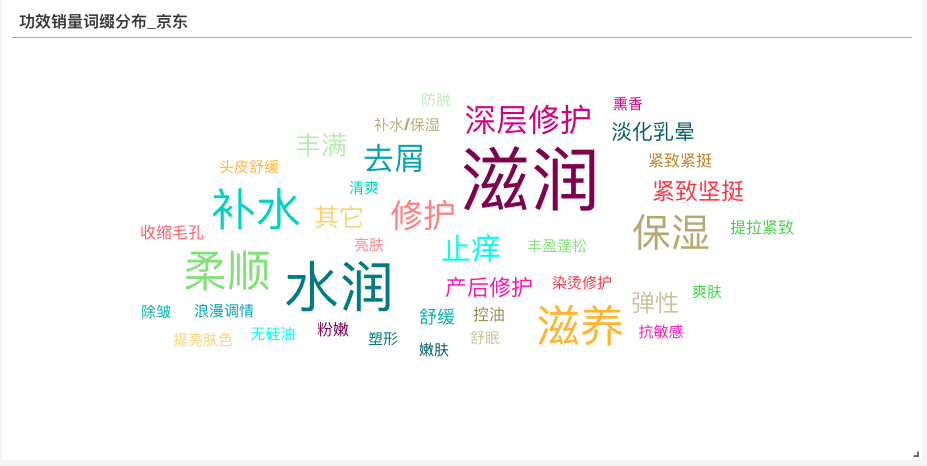 功效销量词缀分布_京东
防脱
熏香
深层修护
补水/保湿
淡化乳晕
丰满
去屑
滋润
紧致紧挺
头皮舒缓
清爽
紧致坚挺
补水
其它
修护
保湿
提拉紧致
收缩毛孔
亮肤
止痒
丰盈蓬松
柔顺
水润
产后修护
染烫修护
爽肤
弹性
除皱
浪漫调情
舒缓
控油
滋养
粉嫩
抗敏感
提亮肤色
无硅油
塑形
舒眠
嫩肤